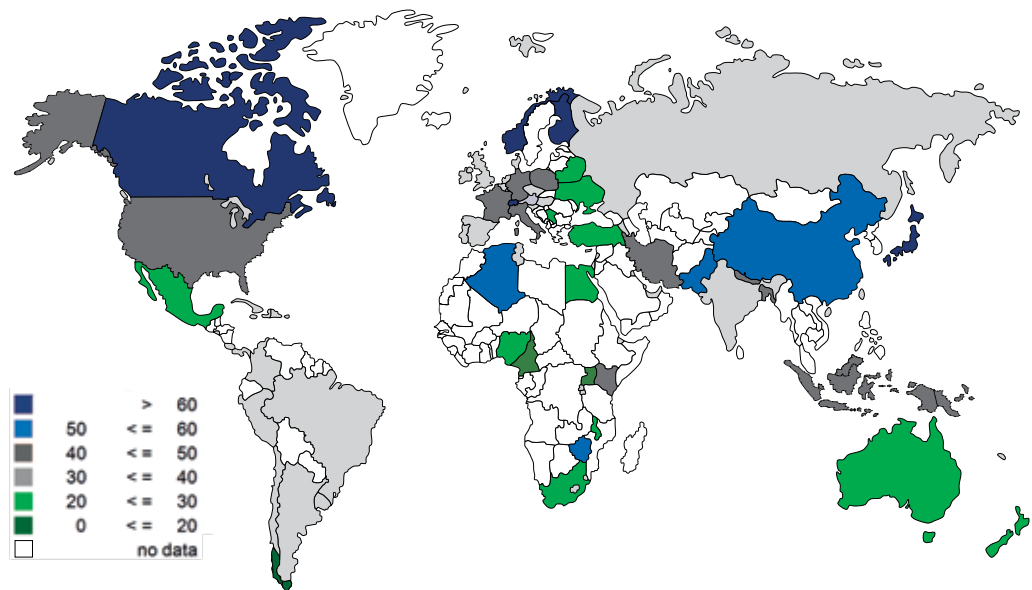 > 60
50 < = 60
40 < = 50
30 < = 40
20 < = 30
0 < = 20
no data